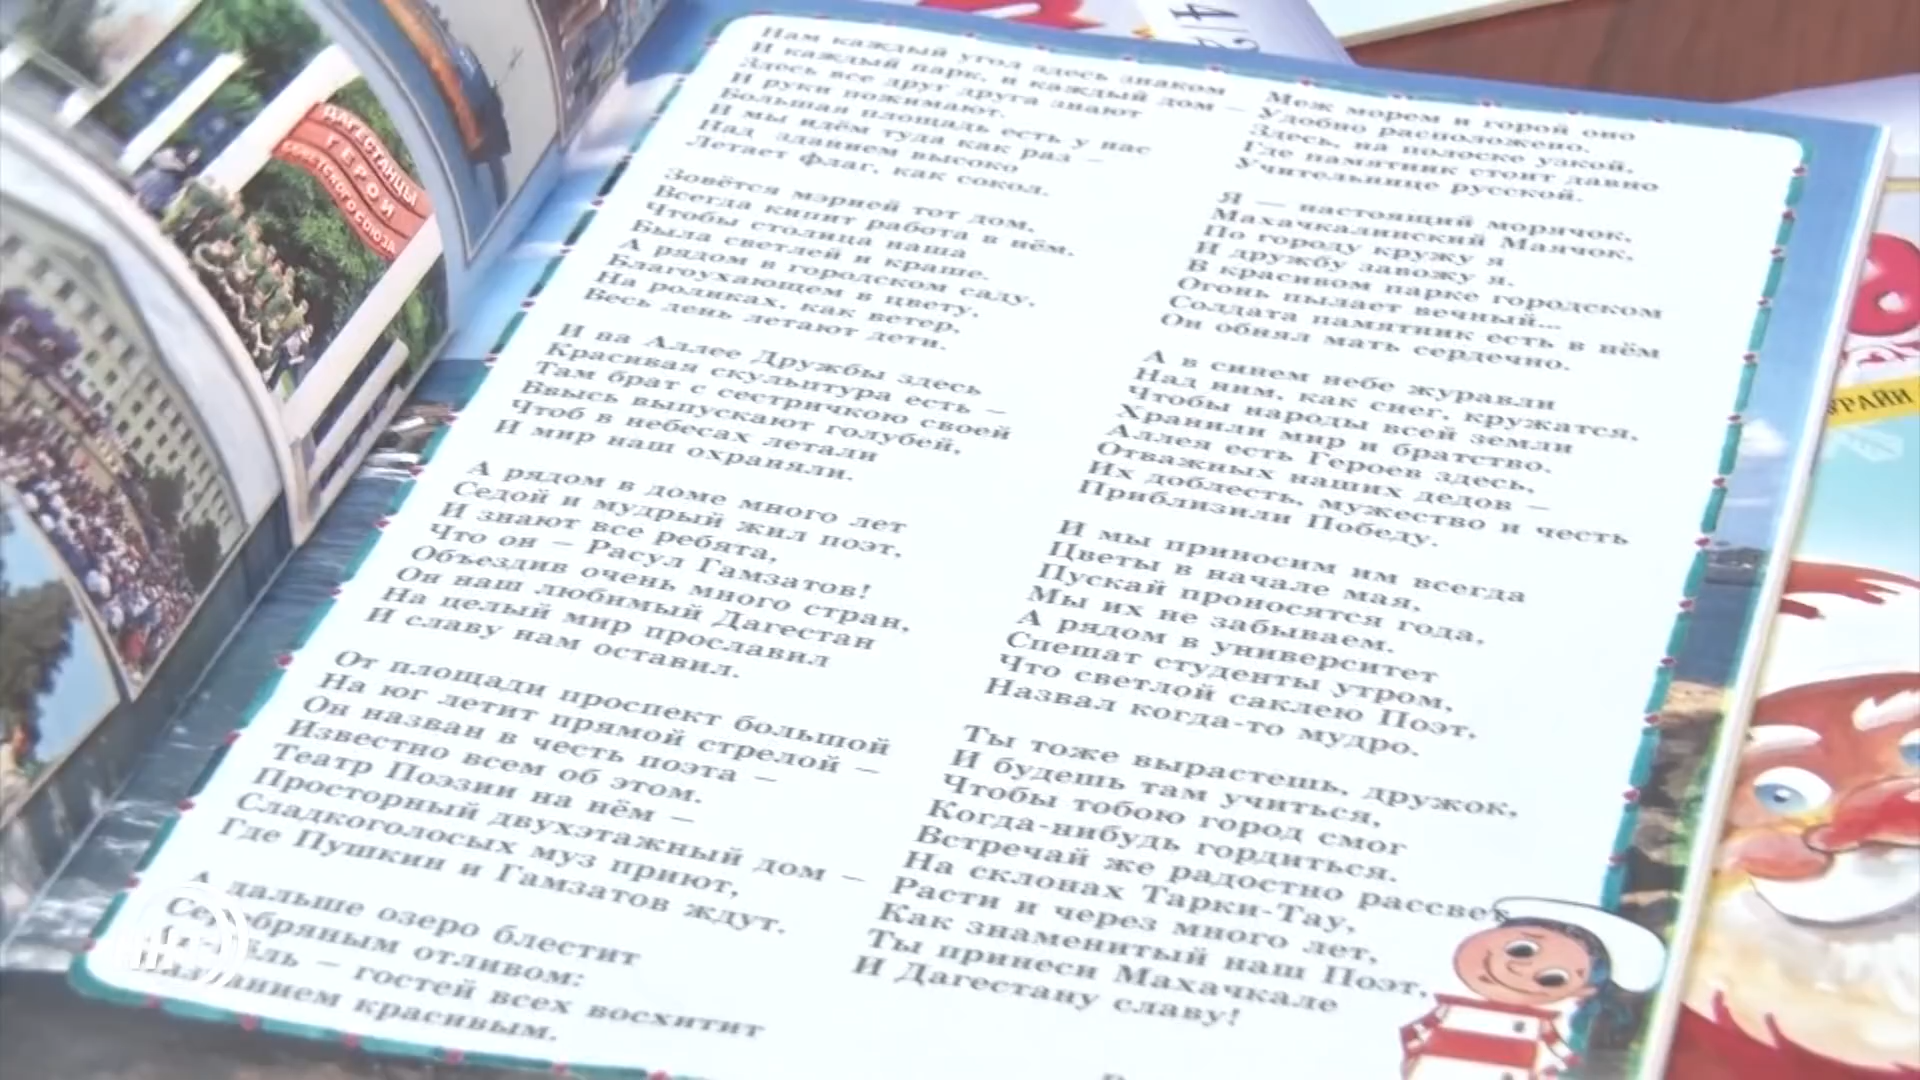 Нам каждый угол здесь знаком
И каждый парк, и каждый дом –
Здесь все друг друга знают
И руки пожимают.
Большая площадь есть у нас
И мы идём туда как раз –
Над зданием высоко
Летает флаг, как сокол.
Зовётся мэрией тот дом,
Всегда кипит работа в нём.
Чтобы столица наша
Была светлей и краше.
А рядом в городском саду,
Благоухающем в цвету,
На роликах, как ветер,
Весь день летают дети.
И на Аллее Дружбы здесь
Красивая скульптура есть –
Там брат с сестричкою своей
Ввысь выпускают голубей,
Чтоб в небесах летали
И мир наш охраняли.
А рядом в доме много лет
Седой и мудрый жил поэт,
И знают все ребята,
Что он – Расул Гамзатов!
Объездив очень много стран,
Он наш любимый Дагестан
На целый мир прославил
И славу нам оставил.
От площади проспект большой
На юг летит прямой стрелой –
Он назван в честь поэта –
Известно всем об этом.
Театр Поэзии на нём –
Просторный двухэтажный дом –
Сладкоголосых муз приют,
Где Пушкин и Гамзатов ждут.
А дальше озеро блестит
Серебряным отливом:
– гостей всех восхитит
красивым.
Меж морем и горой оно
Удобно расположено.
Здесь, на полоске узкой,
Где памятник стоит давно
Учительнице русской.
Я — настоящий морячок,
Махачкалинский Маячок,
По городу кружу я
И дружбу завожу я.
В красивом парке городском
Огонь пылает вечный...
Солдата памятник есть в нём
Он обнял мать сердечно.
А в синем небе журавли
Над ним, как снег, кружатся,
Чтобы народы всей земли
Хранили мир и братство.
Аллея есть Героев здесь,
Отважных наших дедов –
Их доблесть, мужество и честь
Приблизили Победу.
И мы приносим им всегда
Цветы в начале мая,
Пускай проносятся года,
Мы их не забываем.
А рядом в университет
Спешат студенты утром,
Что светлой саклею Поэт,
Назвал когда-то мудро.
Ты тоже вырастешь, дружок,
И будешь там учиться,
Чтобы тобою город смог
Когда-нибудь гордиться.
Встречай же радостно рассвет
На склонах Тарки-Тау,
Расти и через много лет,
Как знаменитый наш Поэт,
Ты принеси Махачкале
И Дагестану славу!
ДАГЕСТАНЦЫ
ГЕРОИ
СОВЕТСКОГО СОЮЗА